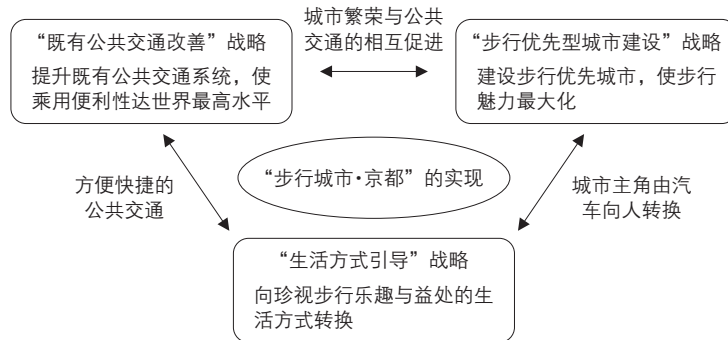 城市繁荣与公共
交通的相互促进
“既有公共交通改善”战略
提升既有公共交通系统，使
乘用便利性达世界最高水平
“步行优先型城市建设”战略
建设步行优先城市，使步行
魅力最大化
方便快捷的
公共交通
“步行城市·京都”的实现
城市主角由汽
车向人转换
“生活方式引导”战略
向珍视步行乐趣与益处的生
活方式转换